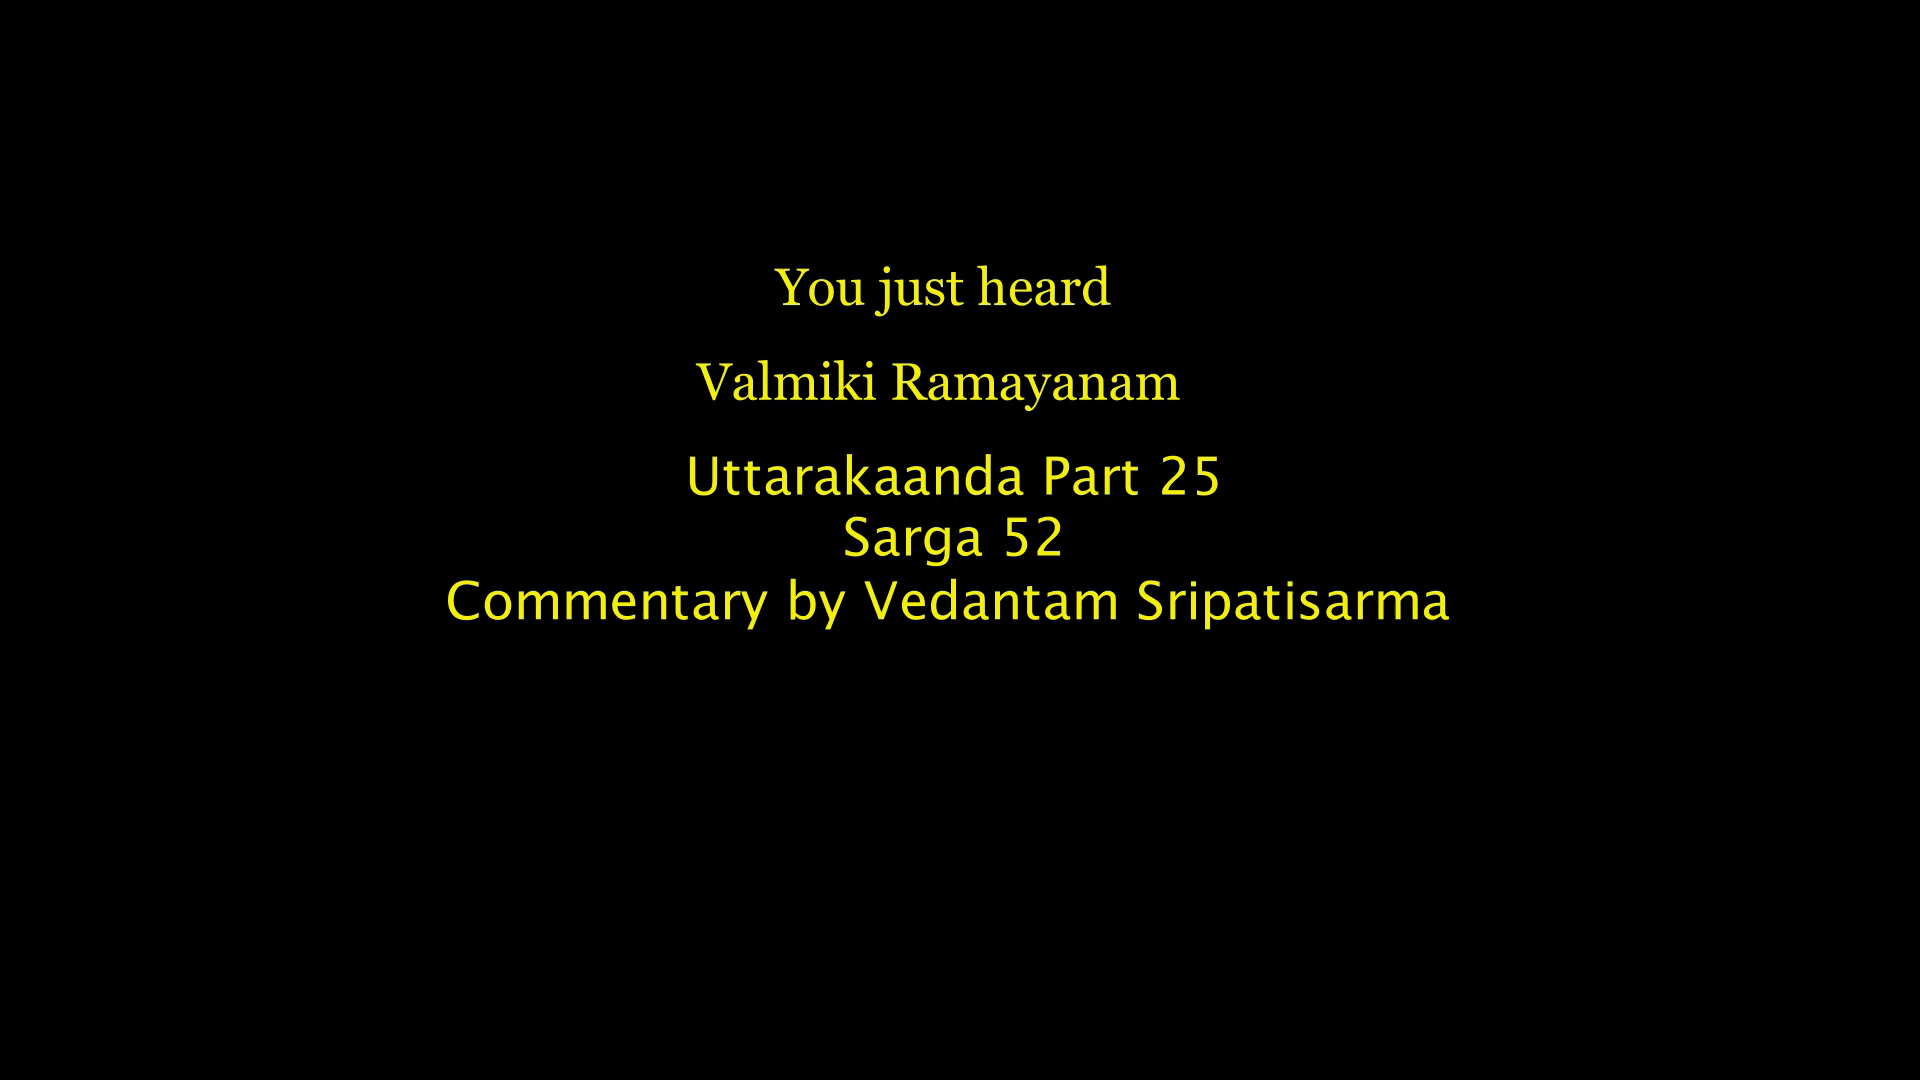 You just heard
Valmiki Ramayanam
Uttarakaanda Part 25
Sarga 52
Commentary by Vedantam Sripatisarma